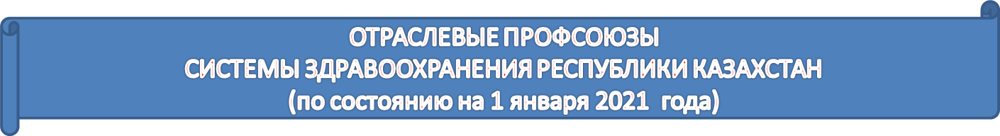 ОТРАСЛЕВЫЕ ПРОФСОЮЗЫ
СИСТЕМЫ ЗДРАВООХРАНЕНИЯ РЕСПУБЛИКИ КАЗАХСТАН
(по состоянию на 1 января 2021 года)